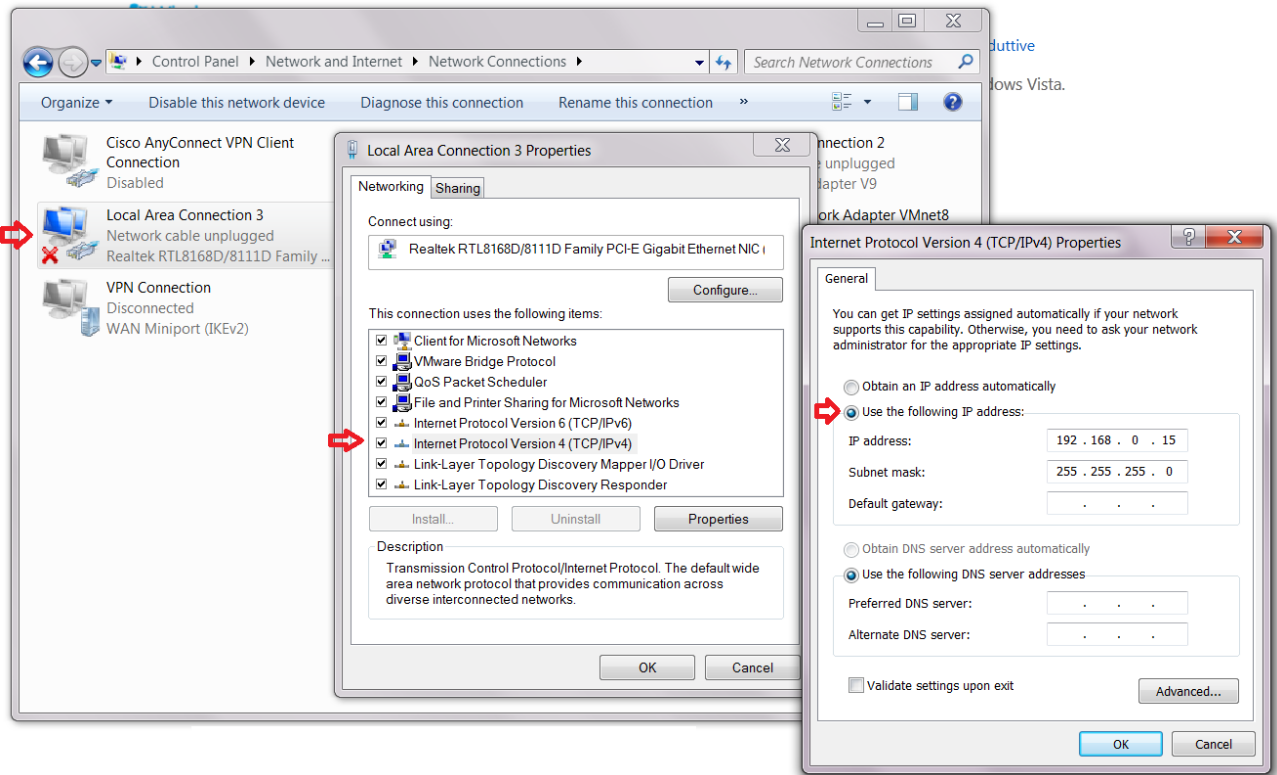 duttive
Control Panel Network and Internet Network Connections
Search Network Connections
dows Vista.
Organize Disable this network device Diagnose this connection Rename this connection »
Cisco AnyConnect VPN Client
Connection
Disabled
Local Area Connection 3
Network cable unplugged
Realtek RTL8168D/8111D Family ...
VPN Connection
Disconnected
WAN Miniport (IKEv2)
nnection 2
unplugged
dapter V9
ork Adapter VMnet8
Local Area Connection 3 Properties
Networking Sharing
Connect using:
Realtek RTL8168D/8111D Family PCI-E Gigabit Ethernet NIC (
Configure...
This connection uses the following items:
Client for Microsoft Networks
VMware Bridge Protocol
QoS Packet Scheduler
File and Printer Sharing for Microsoft Networks
Internet Protocol Version 6 (TCP/IPv6)
Internet Protocol Version 4 (TCP/IPv4)
Link-Layer Topology Discovery Mapper I/O Driver
Link-Layer Topology Discovery Responder
Install... Uninstall Properties
Description
Transmission Control Protocol/Internet Protocol. The default wide
area network protocol that provides communication across
diverse interconnected networks.
OK Cancel
Internet Protocol Version 4 (TCP/IPv4) Properties
General
You can get IP settings assigned automatically if your network
supports this capability. Otherwise, you need to ask your network
administrator for the appropriate IP settings.
Obtain an IP address automatically
Use the following IP address:
IP address: 192 . 168 . 0 . 15
Subnet mask: 255 . 255 . 255 . 0
Default gateway: . . .
Obtain DNS server address automatically
Use the following DNS server addresses
Preferred DNS server: . . .
Alternate DNS server: . . .
Validate settings upon exit
Advanced...
OK Cancel